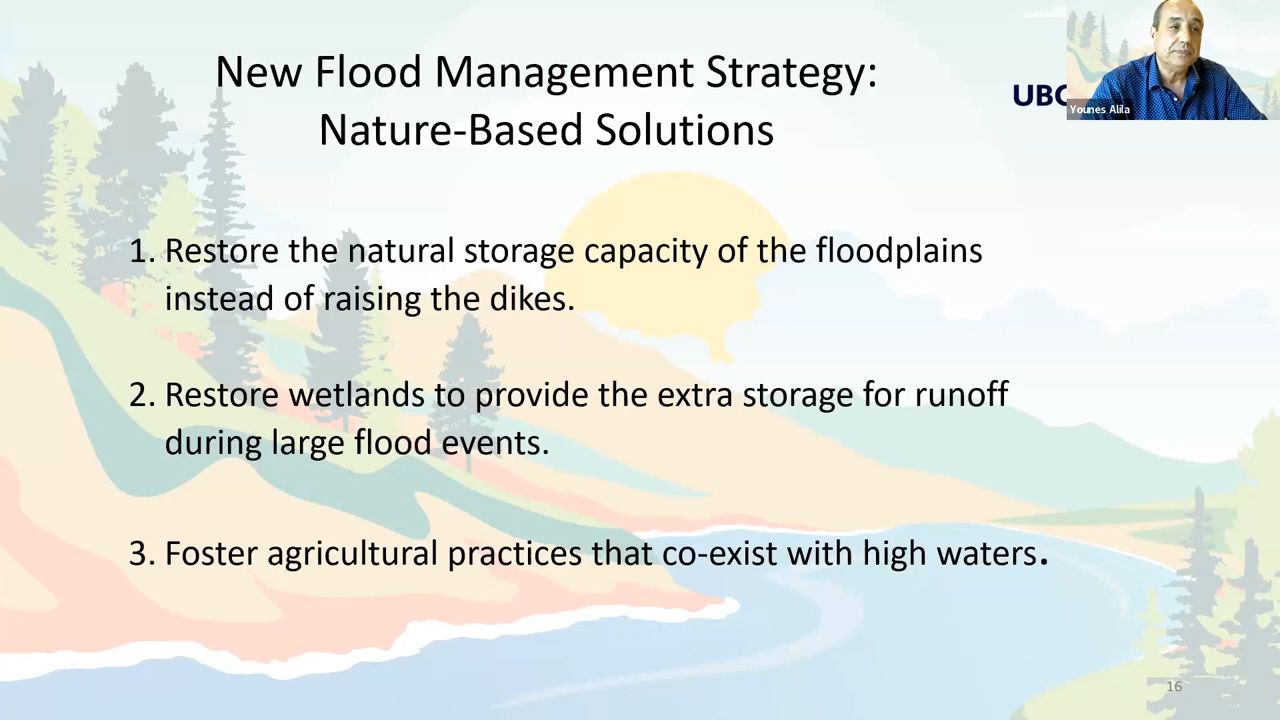 New Flood Management Strategy:
Nature-Based Solutions
UBC
Younes Alila
1. Restore the natural storage capacity of the floodplains
instead of raising the dikes.
2. Restore wetlands to provide the extra storage for runoff
during large flood events.
3. Foster agricultural practices that co-exist with high waters.
16